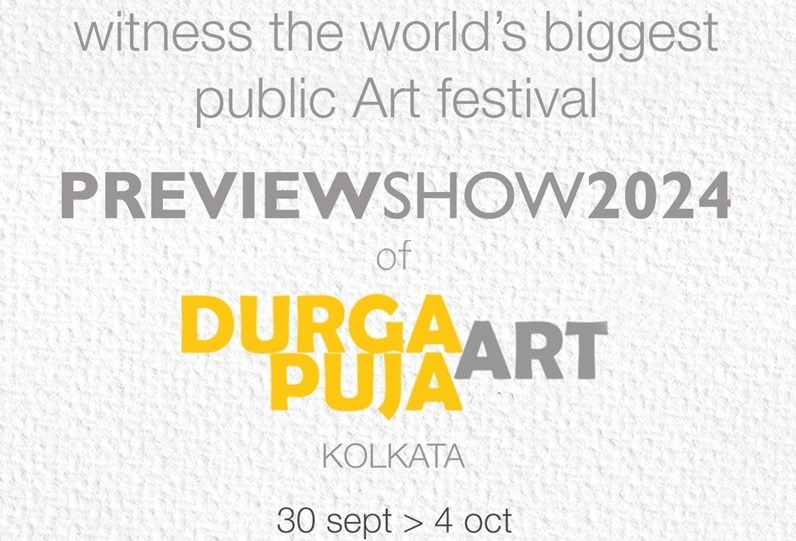 witness the world's biggest
public Art festival
PREVIEWSHOW2024
of
DURGA
PUJA ART
KOLKATA
30 sept > 4 oct